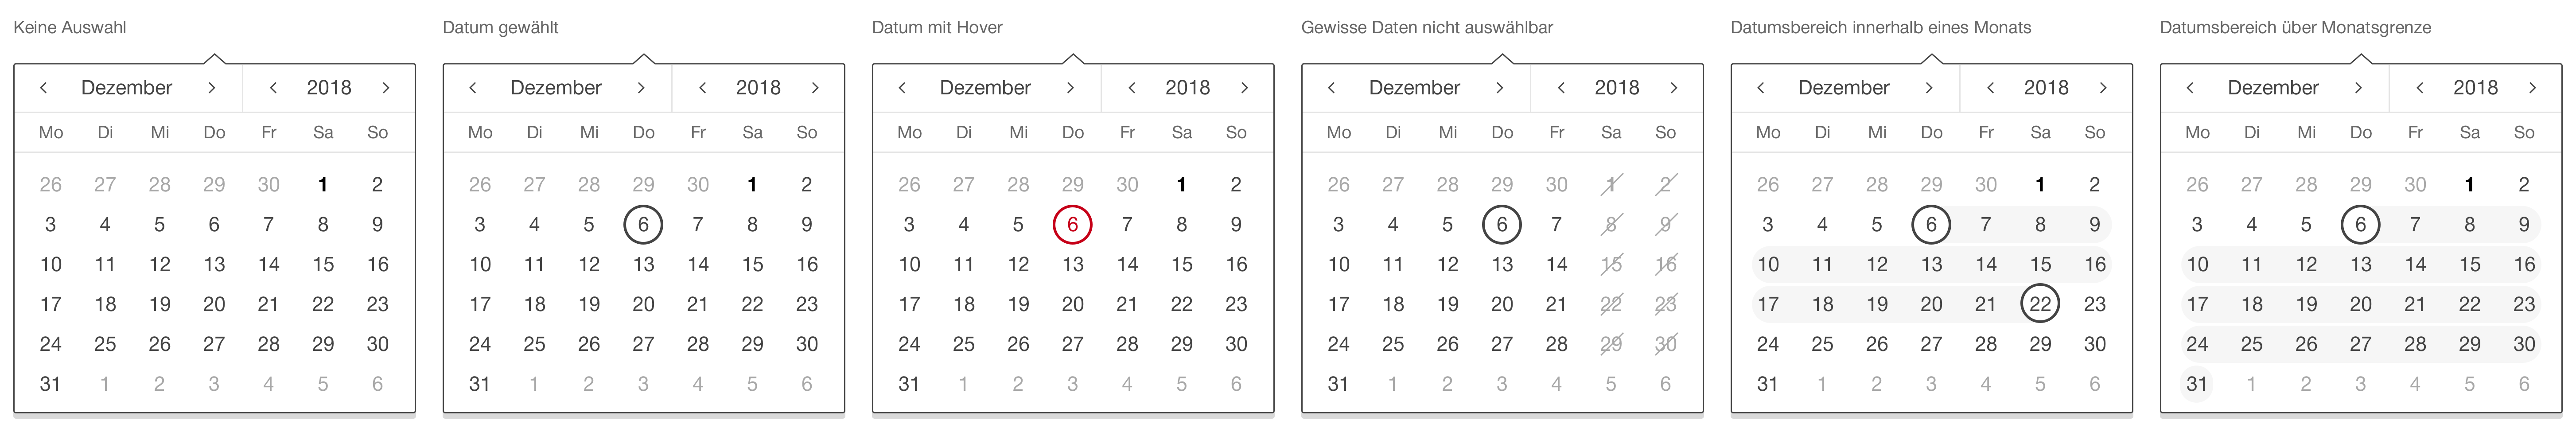 Keine Auswahl
< Dezember > < 2018 >
Mo Di Mi Do Fr Sa So
26 27 28 29 30 1 2
3 4 5 6 7 8 9
10 11 12 13 14 15 16
17 18 19 20 21 22 23
24 25 26 27 28 29 30
31 1 2 3 4 5 6
Datum gewählt
< Dezember > < 2018 >
Mo Di Mi Do Fr Sa So
26 27 28 29 30 1 2
3 4 5 6 7 8 9
10 11 12 13 14 15 16
17 18 19 20 21 22 23
24 25 26 27 28 29 30
31 1 2 3 4 5 6
Datum mit Hover
< Dezember > < 2018 >
Mo Di Mi Do Fr Sa So
26 27 28 29 30 1 2
3 4 5 6 7 8 9
10 11 12 13 14 15 16
17 18 19 20 21 22 23
24 25 26 27 28 29 30
31 1 2 3 4 5 6
Gewisse Daten nicht auswählbar
< Dezember > < 2018 >
Mo Di Mi Do Fr Sa So
26 27 28 29 30 1 2
3 4 5 6 7 8 9
10 11 12 13 14 15 16
17 18 19 20 21 22 23
24 25 26 27 28 29 30
31 1 2 3 4 5 6
Datumsbereich innerhalb eines Monats
< Dezember > < 2018 >
Mo Di Mi Do Fr Sa So
26 27 28 29 30 1 2
3 4 5 6 7 8 9
10 11 12 13 14 15 16
17 18 19 20 21 22 23
24 25 26 27 28 29 30
31 1 2 3 4 5 6
Datumsbereich über Monatsgrenze
< Dezember > < 2018 >
Mo Di Mi Do Fr Sa So
26 27 28 29 30 1 2
3 4 5 6 7 8 9
10 11 12 13 14 15 16
17 18 19 20 21 22 23
24 25 26 27 28 29 30
31 1 2 3 4 5 6